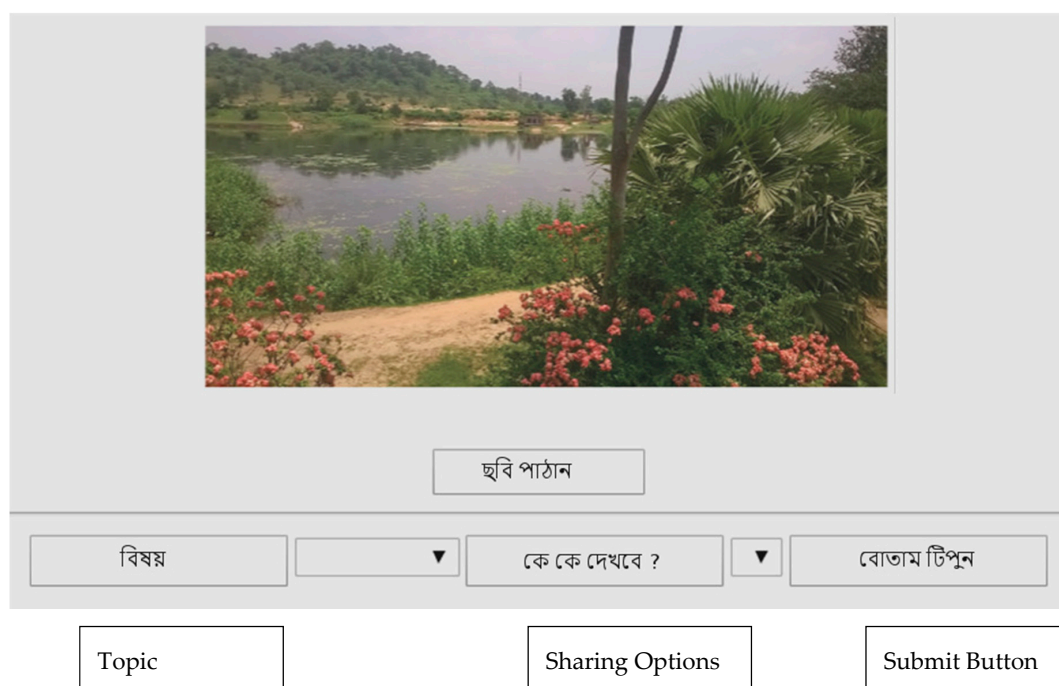 ছবি পাঠান
বিষয় ▼ কে কে দেখবে ? ▼ বোতাম টিপুন
Topic Sharing Options Submit Button